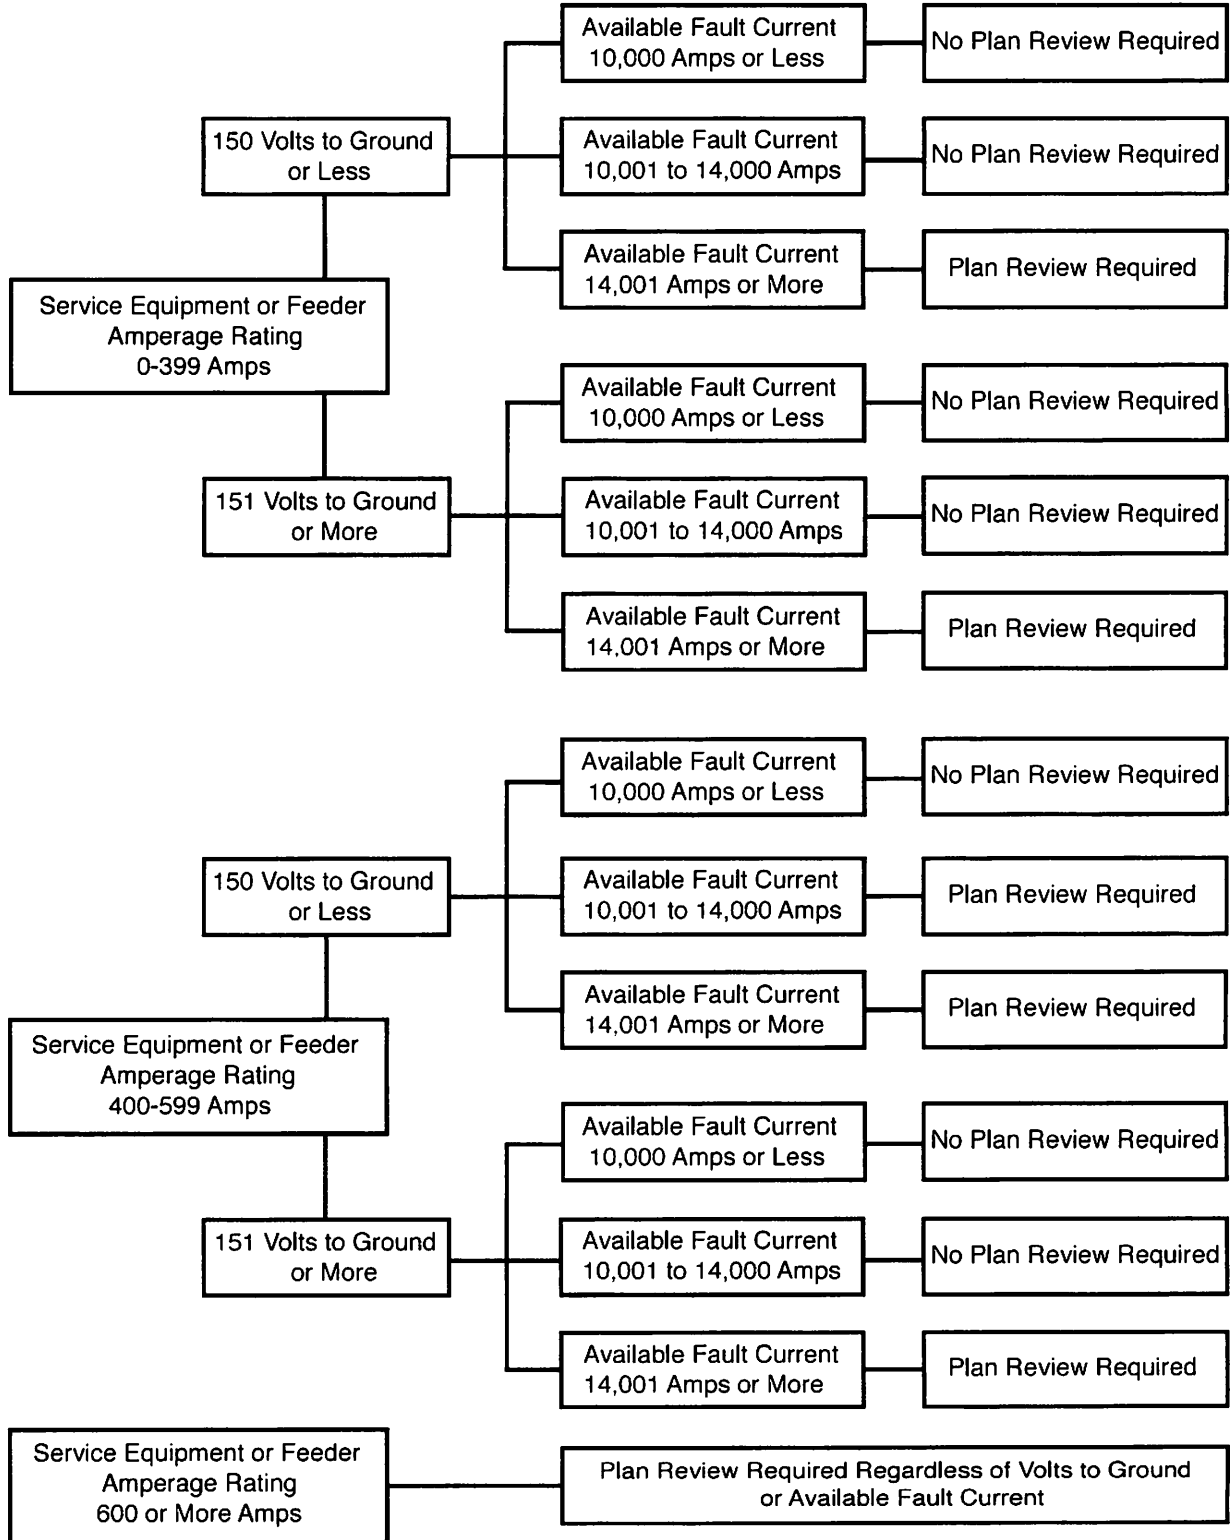 Available Fault Current
10,000 Amps or Less
No Plan Review Required
150 Volts to Ground
or Less
Available Fault Current
10,001 to 14,000 Amps
No Plan Review Required
Available Fault Current
14,001 Amps or More
Plan Review Required
Service Equipment or Feeder
Amperage Rating
0-399 Amps
Available Fault Current
10,000 Amps or Less
No Plan Review Required
151 Volts to Ground
or More
Available Fault Current
10,001 to 14,000 Amps
No Plan Review Required
Available Fault Current
14,001 Amps or More
Plan Review Required
Available Fault Current
10,000 Amps or Less
No Plan Review Required
150 Volts to Ground
or Less
Available Fault Current
10,001 to 14,000 Amps
Plan Review Required
Available Fault Current
14,001 Amps or More
Plan Review Required
Service Equipment or Feeder
Amperage Rating
400-599 Amps
Available Fault Current
10,000 Amps or Less
No Plan Review Required
151 Volts to Ground
or More
Available Fault Current
10,001 to 14,000 Amps
No Plan Review Required
Available Fault Current
14,001 Amps or More
Plan Review Required
Service Equipment or Feeder
Amperage Rating
600 or More Amps
Plan Review Required Regardless of Volts to Ground
or Available Fault Current